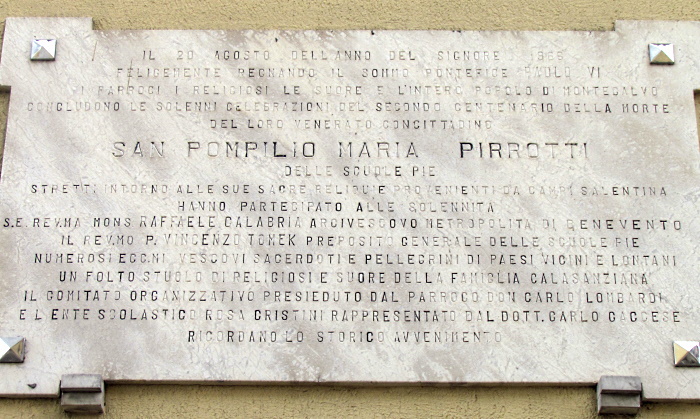 IL 20 AGOSTO DELL'ANNO DEL SIGNORE 1966
FELICEMENTE REGNANDO IL SOMMO PONTEFICE PAOLO VI
I PARROCI I RELIGIOSI LE SUORE E L'INTERO POPOLO DI MONTECALVO
CONCLUDONO LE SOLENNI CELEBRAZIONI DEL SECONDO CENTENARIO DELLA MORTE
DEL LORO VENERATO CONCITTADINO
SAN POMPILIO MARIA PIRROTTI
DELLE SCUOLE PIE
STRETTI INTORNO ALLE SUE SACRE RELIQUIE PROVENIENTI DA CAMPI SALENTINA
HANNO PARTECIPATO ALLE SOLENNITA
S.E. REV.MA MONS RAFFAELE CALABRIA ARCIVESCOVO METROPOLITA DI BENEVENTO
IL REV.MO P. VINCENZO TOMEK PREPOSITO GENERALE DELLE SCUOLE PIE
NUMEROSI ECC.MI VESCOVI SACERDOTI E PELLEGRINI DI PAESI VICINI E LONTANI
UN FOLTO STUOLO DI RELIGIOSI E SUORE DELLA FAMIGLIA CALASANZIANA
IL COMITATO ORGANIZZATIVO PRESIEDUTO DAL PARROCO DON CARLO LOMBARDI
E L'ENTE SCOLASTICO ROSA CRISTINI RAPPRESENTATO DAL DOTT. CARLO CACCESE
RICORDANO LO STORICO AVVENIMENTO